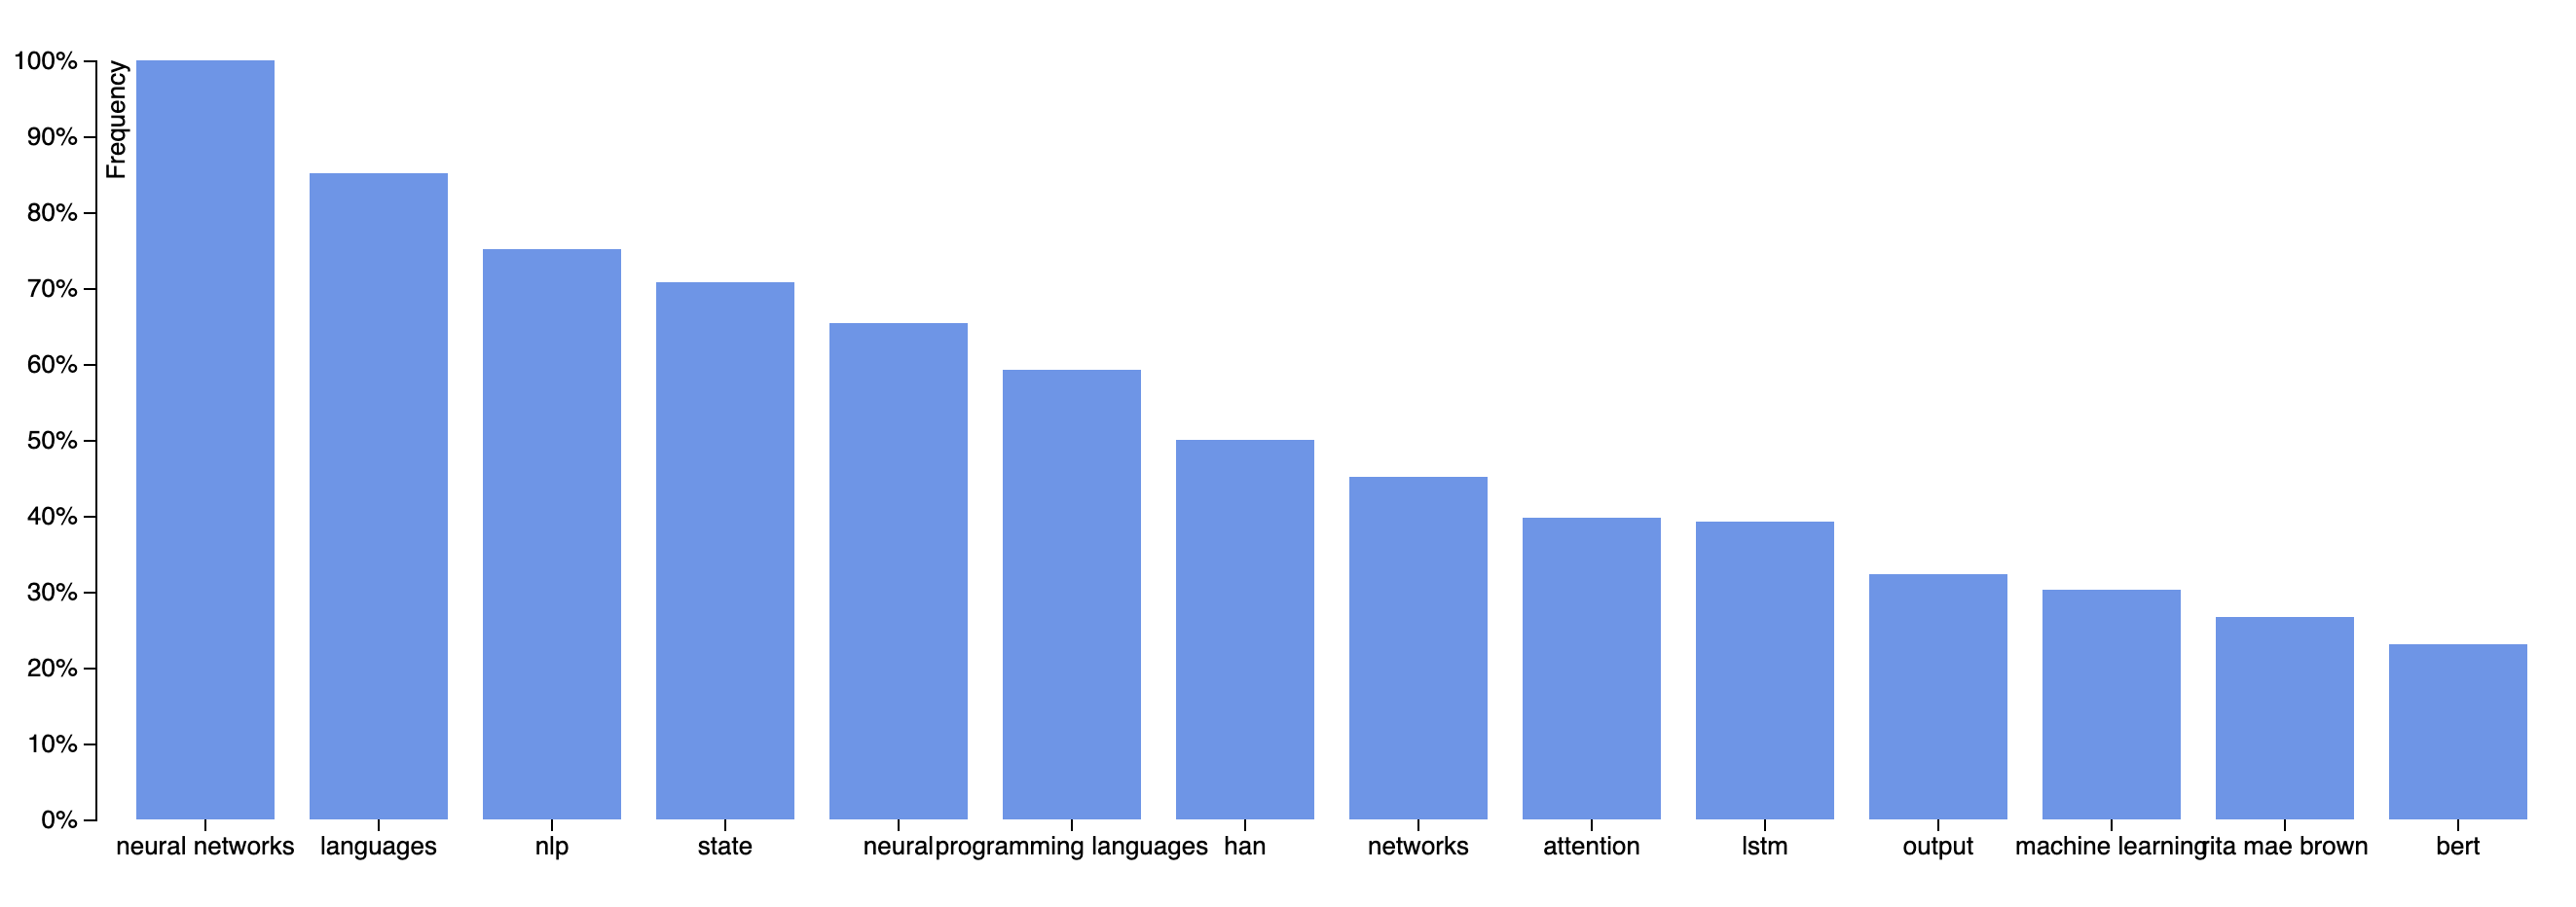 100%
90%
80%
70%
60%
50%
40%
30%
20%
10%
0%
Frequency
neural networks
languages
nlp
state
neural
programming languages
han
networks
attention
lstm
output
machine learning
rita mae brown
bert